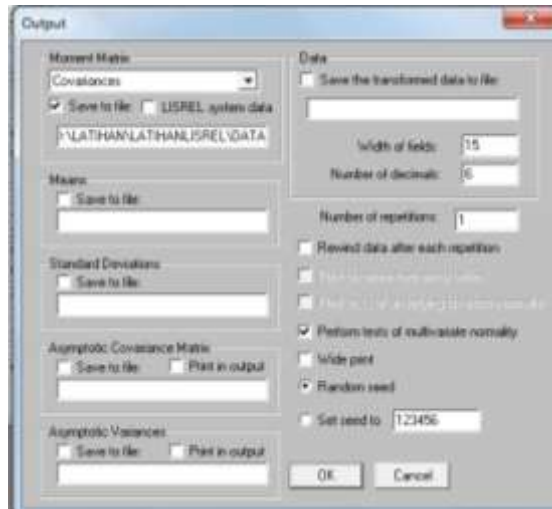 Output
Moment Matrix
Covariances
Save to file: LISREL system data
:\LATIHAN\LATIHANLISREL\DATA
Means
Save to file:
Standard Deviations
Save to file:
Asymptotic Covariance Matrix
Save to file: Print in output
Asymptotic Variances
Save to file: Print in output
Data
Save the transformed data to file:
Width of fields: 15
Number of decimals: 6
Number of repetitions: 1
Rewind data after each repetition
Perform tests of multivariate normality
Wide print
Random seed
Set seed to 123456
OK Cancel